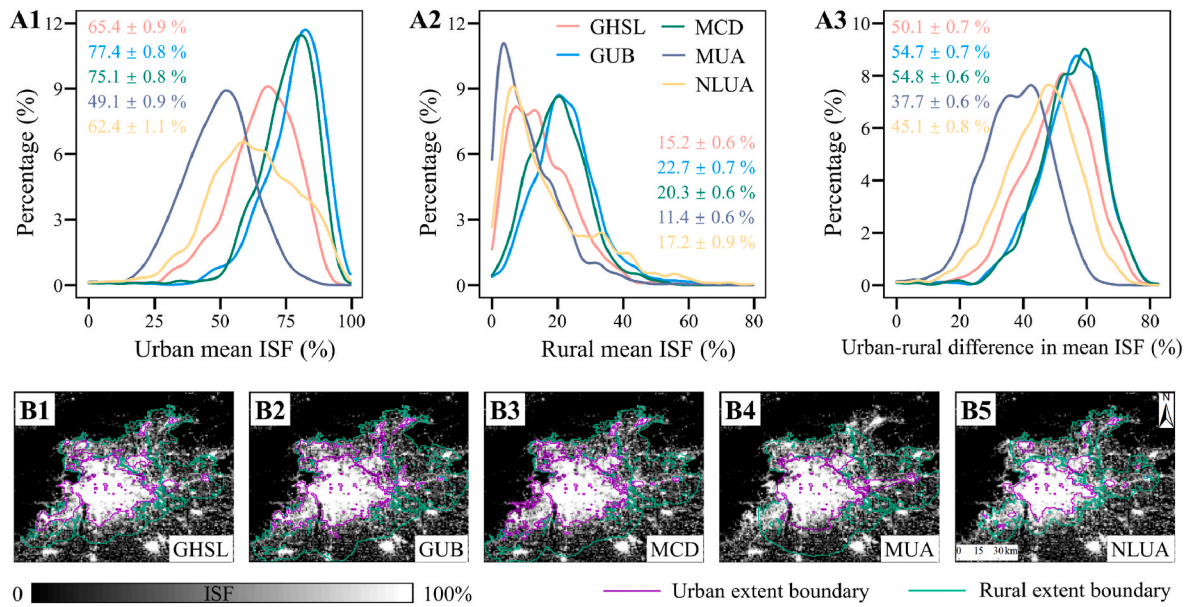 A1
12
9
6
3
0
Percentage (%)
65.4 ± 0.9 %
77.4 ± 0.8 %
75.1 ± 0.8 %
49.1 ± 0.9 %
62.4 ± 1.1 %
0 25 50 75 100
Urban mean ISF (%)
A2
12
9
6
3
0
Percentage (%)
GHSL MCD
GUB MUA
NLUA
15.2 ± 0.6 %
22.7 ± 0.7 %
20.3 ± 0.6 %
11.4 ± 0.6 %
17.2 ± 0.9 %
0 20 40 60 80
Rural mean ISF (%)
A3
10
8
6
4
2
0
Percentage (%)
50.1 ± 0.7 %
54.7 ± 0.7 %
54.8 ± 0.6 %
37.7 ± 0.6 %
45.1 ± 0.8 %
0 20 40 60 80
Urban-rural difference in mean ISF (%)
B1
GHSL
B2
GUB
B3
MCD
B4
MUA
B5
N
0 15 30 km
NLUA
0 ISF 100%
Urban extent boundary
Rural extent boundary